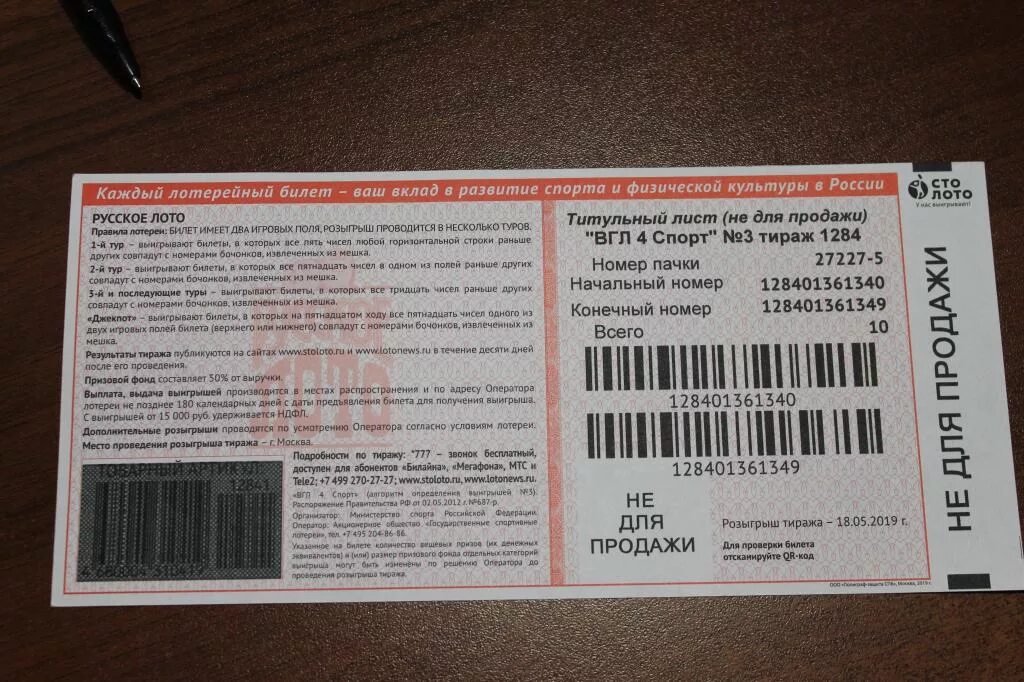 Каждый лотерейный билет – ваш вклад в развитие спорта и физической культуры в России
РУССКОЕ ЛОТО
Правила лотереи: БИЛЕТ ИМЕЕТ ДВА ИГРОВЫХ ПОЛЯ, РОЗЫГРЫШ ПРОВОДИТСЯ В НЕСКОЛЬКО ТУРОВ.
1-й тур – выигрывают билеты, в которых все пять чисел любой горизонтальной строки раньше
других совпадут с номерами бочонков, извлеченных из мешка.
2-й тур – выигрывают билеты, в которых все пятнадцать чисел в одном из полей раньше других
совпадут с номерами бочонков, извлеченных из мешка.
3-й и последующие туры – выигрывают билеты, в которых все тридцать чисел раньше других
совпадут с номерами бочонков, извлеченных из мешка.
«Джекпот» – выигрывают билеты, в которых на пятнадцатом ходу все пятнадцать чисел одного из
двух игровых полей билета (верхнего или нижнего) совпадут с номерами бочонков, извлеченных из
мешка.
Результаты тиража публикуются на сайтах www.stoloto.ru и www.lotonews.ru в течение десяти дней
после его проведения.
Призовой фонд составляет 50% от выручки.
Выплата, выдача выигрышей производится в местах распространения и по адресу Оператора
лотереи не позднее 180 календарных дней с даты предъявления билета для получения выигрыша.
С выигрышей от 15 000 руб. удерживается НДФЛ.
Дополнительные розыгрыши проводятся по усмотрению Оператора согласно условиям лотереи.
Место проведения розыгрыша тиража – г. Москва.
ТОВАРНЫЙ АРТИКУЛ
12841
Подробности по тиражу: *777 – звонок бесплатный,
доступен для абонентов «Билайна», «Мегафона», МТС и
Tele2; +7 499 270-27-27; www.stoloto.ru, www.lotonews.ru.
«ВГЛ 4 Спорт» (алгоритм определения выигрышей №3).
Распоряжение Правительства РФ от 02.05.2012 г. №687-р.
Организатор: Министерство спорта Российской Федерации.
Оператор: Акционерное общество «Государственные спортивные
лотереи», тел. +7 495 204-86-86.
Указанное на билете количество вещевых призов (их денежных
эквивалентов) и (или) размер призового фонда отдельных категорий
выигрыша могут быть изменены по решению Оператора до
проведения розыгрыша тиража.
Титульный лист (не для продажи)
"ВГЛ 4 Спорт" №3 тираж 1284
Номер пачки 27227-5
Начальный номер 128401361340
Конечный номер 128401361349
Всего 10
128401361340
128401361349
НЕ
ДЛЯ
ПРОДАЖИ
Розыгрыш тиража – 18.05.2019 г.
Для проверки билета
отсканируйте QR-код
ООО «Полиграф-защита СПб», Москва, 2019 г.
СТО
ЛОТО
У нас выигрывают!
НЕ ДЛЯ ПРОДАЖИ